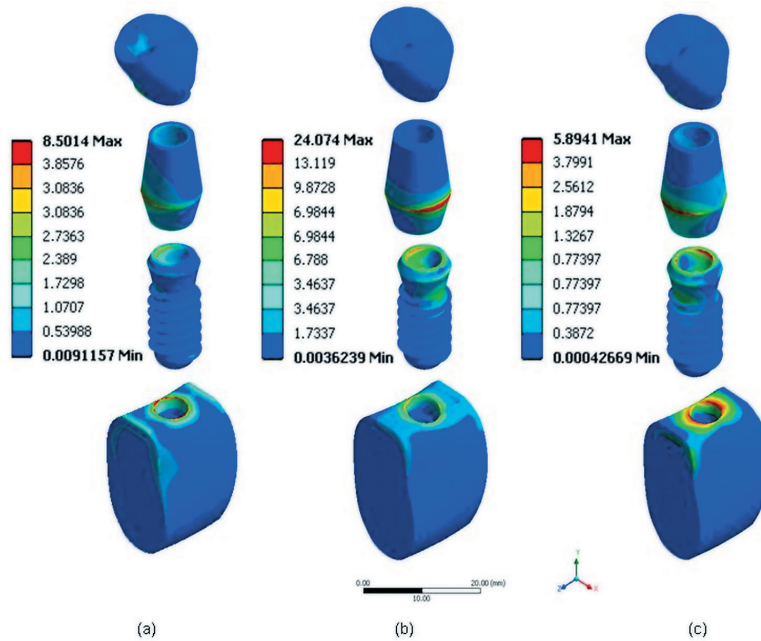 8.5014 Max
3.8576
3.0836
3.0836
2.7363
2.389
1.7298
1.0707
0.53988
0.0091157 Min
24.074 Max
13.119
9.8728
6.9844
6.9844
6.788
3.4637
3.4637
1.7337
0.0036239 Min
5.8941 Max
3.7991
2.5612
1.8794
1.3267
0.77397
0.77397
0.3872
0.00042669 Min
0.00
20.00 (mm)
10.00
Y
Z
X
(a)
(b)
(c)